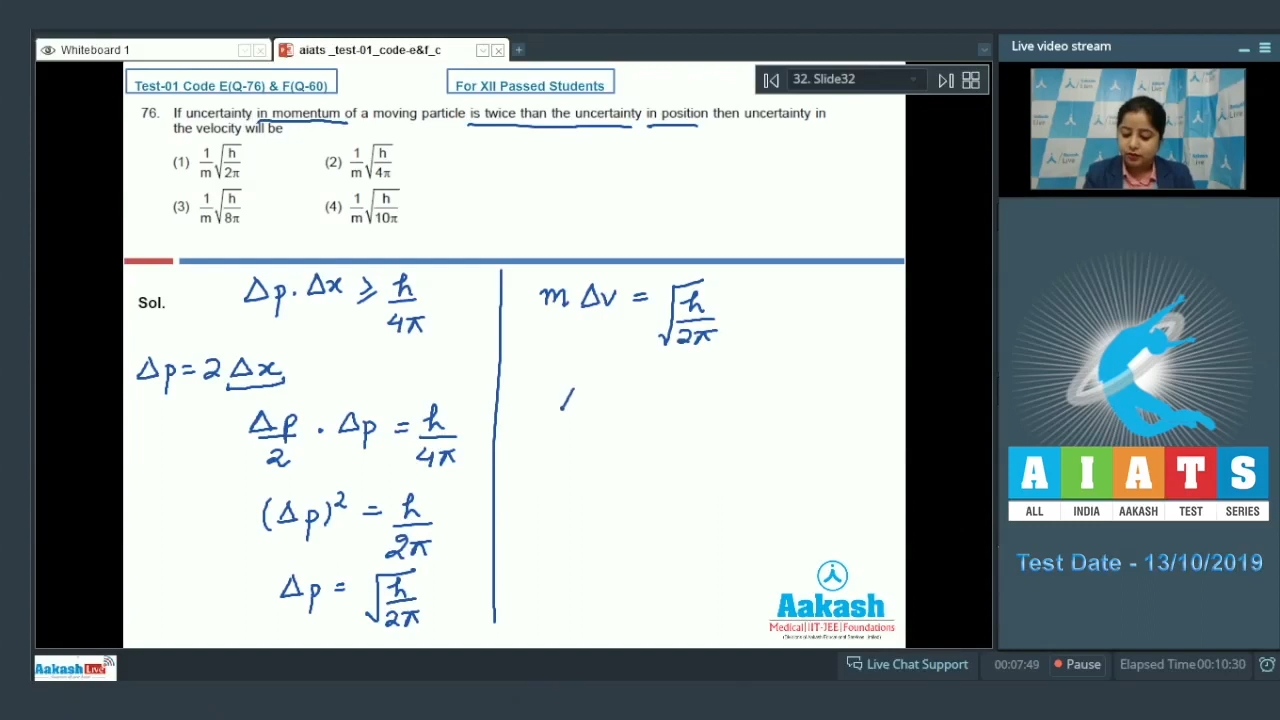 Whiteboard 1
aiats _test-01_code-e&f_c
Live video stream
Test-01 Code E(Q-76) & F(Q-60)
For XII Passed Students
32. Slide32
76. If uncertainty in momentum of a moving particle is twice than the uncertainty in position then uncertainty in
the velocity will be
(1) 1/m √(h/2π) (2) 1/m √(h/4π)
(3) 1/m √(h/8π) (4) 1/m √(h/10π)
Sol.
Δp . Δx ≥ h/4π
Δp = 2 Δx
Δp/2 . Δp = h/4π
(Δp)² = h/2π
Δp = √(h/2π)
m Δv = √(h/2π)
A I A T S
ALL INDIA AAKASH TEST SERIES
Test Date - 13/10/2019
Aakash
Medical|IIT-JEE|Foundations
Aakash Live
Live Chat Support
00:07:49
Pause
Elapsed Time 00:10:30